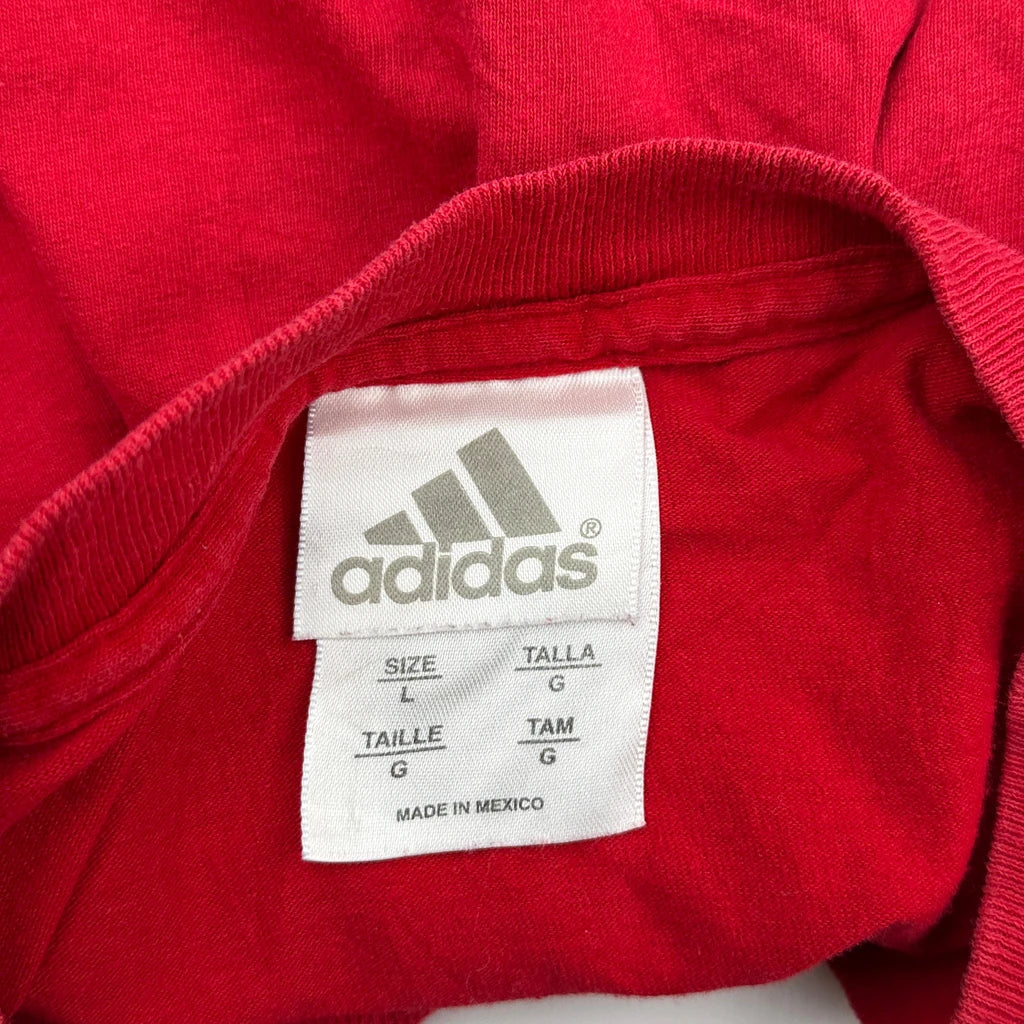 adidas®
SIZE TALLA
L G
TAILLE TAM
G G
MADE IN MEXICO